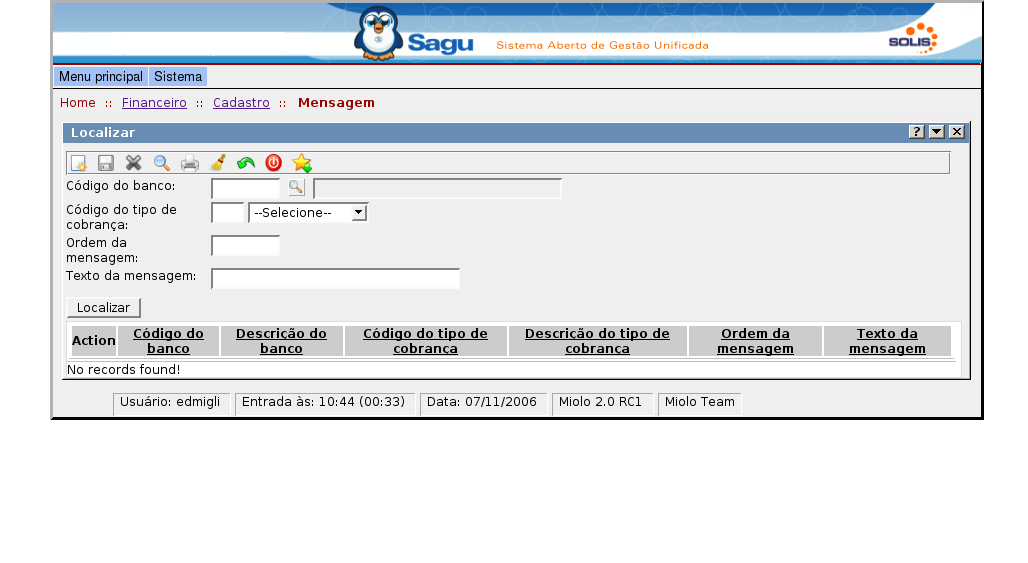 Sagu Sistema Aberto de Gestão Unificada SOLIS
Menu principal Sistema
Home :: Financeiro :: Cadastro :: Mensagem
Localizar ?
Código do banco:
Código do tipo de
cobrança:
--Selecione--
Ordem da
mensagem:
Texto da mensagem:
Localizar
Action
Código do
banco
Descrição do
banco
Código do tipo de
cobrança
Descrição do tipo de
cobrança
Ordem da
mensagem
Texto da
mensagem
No records found!
Usuário: edmigli Entrada às: 10:44 (00:33) Data: 07/11/2006 Miolo 2.0 RC1 Miolo Team